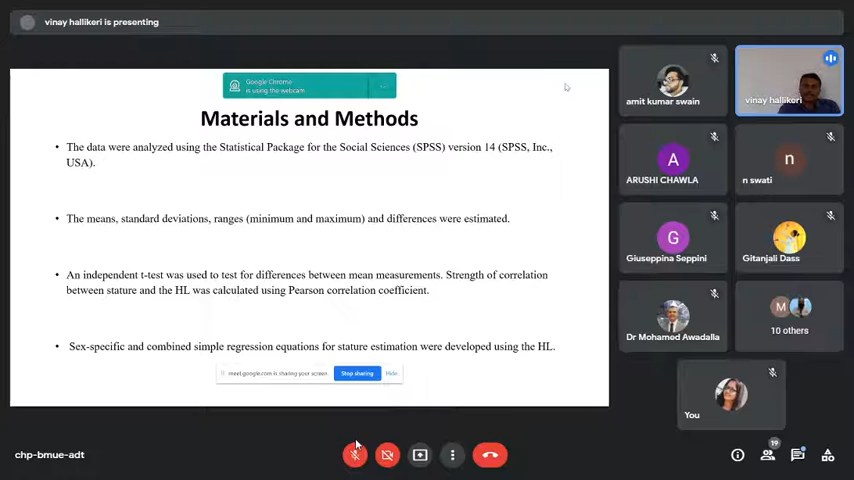 vinay hallikeri is presenting
Google Chrome
is using the webcam
Materials and Methods
• The data were analyzed using the Statistical Package for the Social Sciences (SPSS) version 14 (SPSS, Inc.,
USA).
• The means, standard deviations, ranges (minimum and maximum) and differences were estimated.
• An independent t-test was used to test for differences between mean measurements. Strength of correlation
between stature and the HL was calculated using Pearson correlation coefficient.
• Sex-specific and combined simple regression equations for stature estimation were developed using the HL.
meet.google.com is sharing your screen. Stop sharing Hide
amit kumar swain
vinay hallikeri
A
ARUSHI CHAWLA
n
n swati
G
Giuseppina Seppini
Gitanjali Dass
Dr Mohamed Awadalla
M
10 others
You
chp-bmue-adt
19